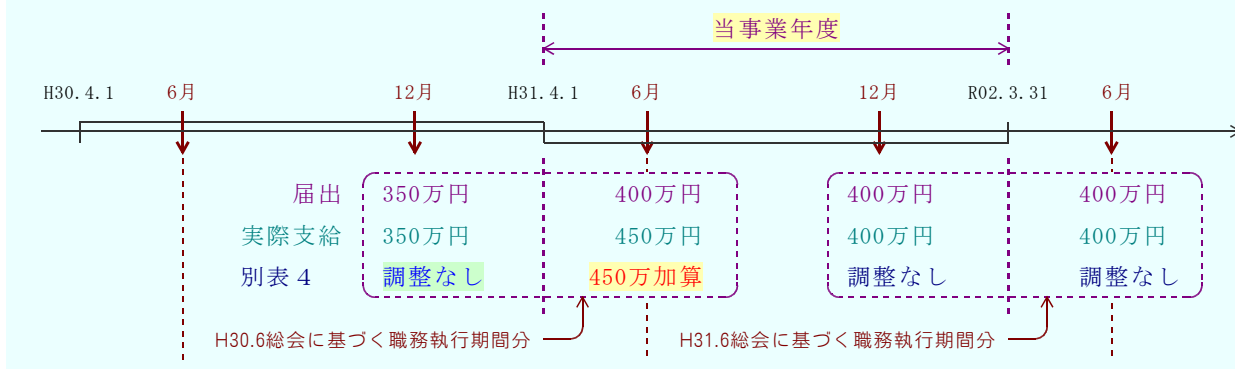 当事業年度
H30.4.1 6月 12月 H31.4.1 6月 12月 R02.3.31 6月
届出 350万円 400万円 400万円 400万円
実際支給 350万円 450万円 400万円 400万円
別表４ 調整なし 450万加算 調整なし 調整なし
H30.6総会に基づく職務執行期間分 H31.6総会に基づく職務執行期間分